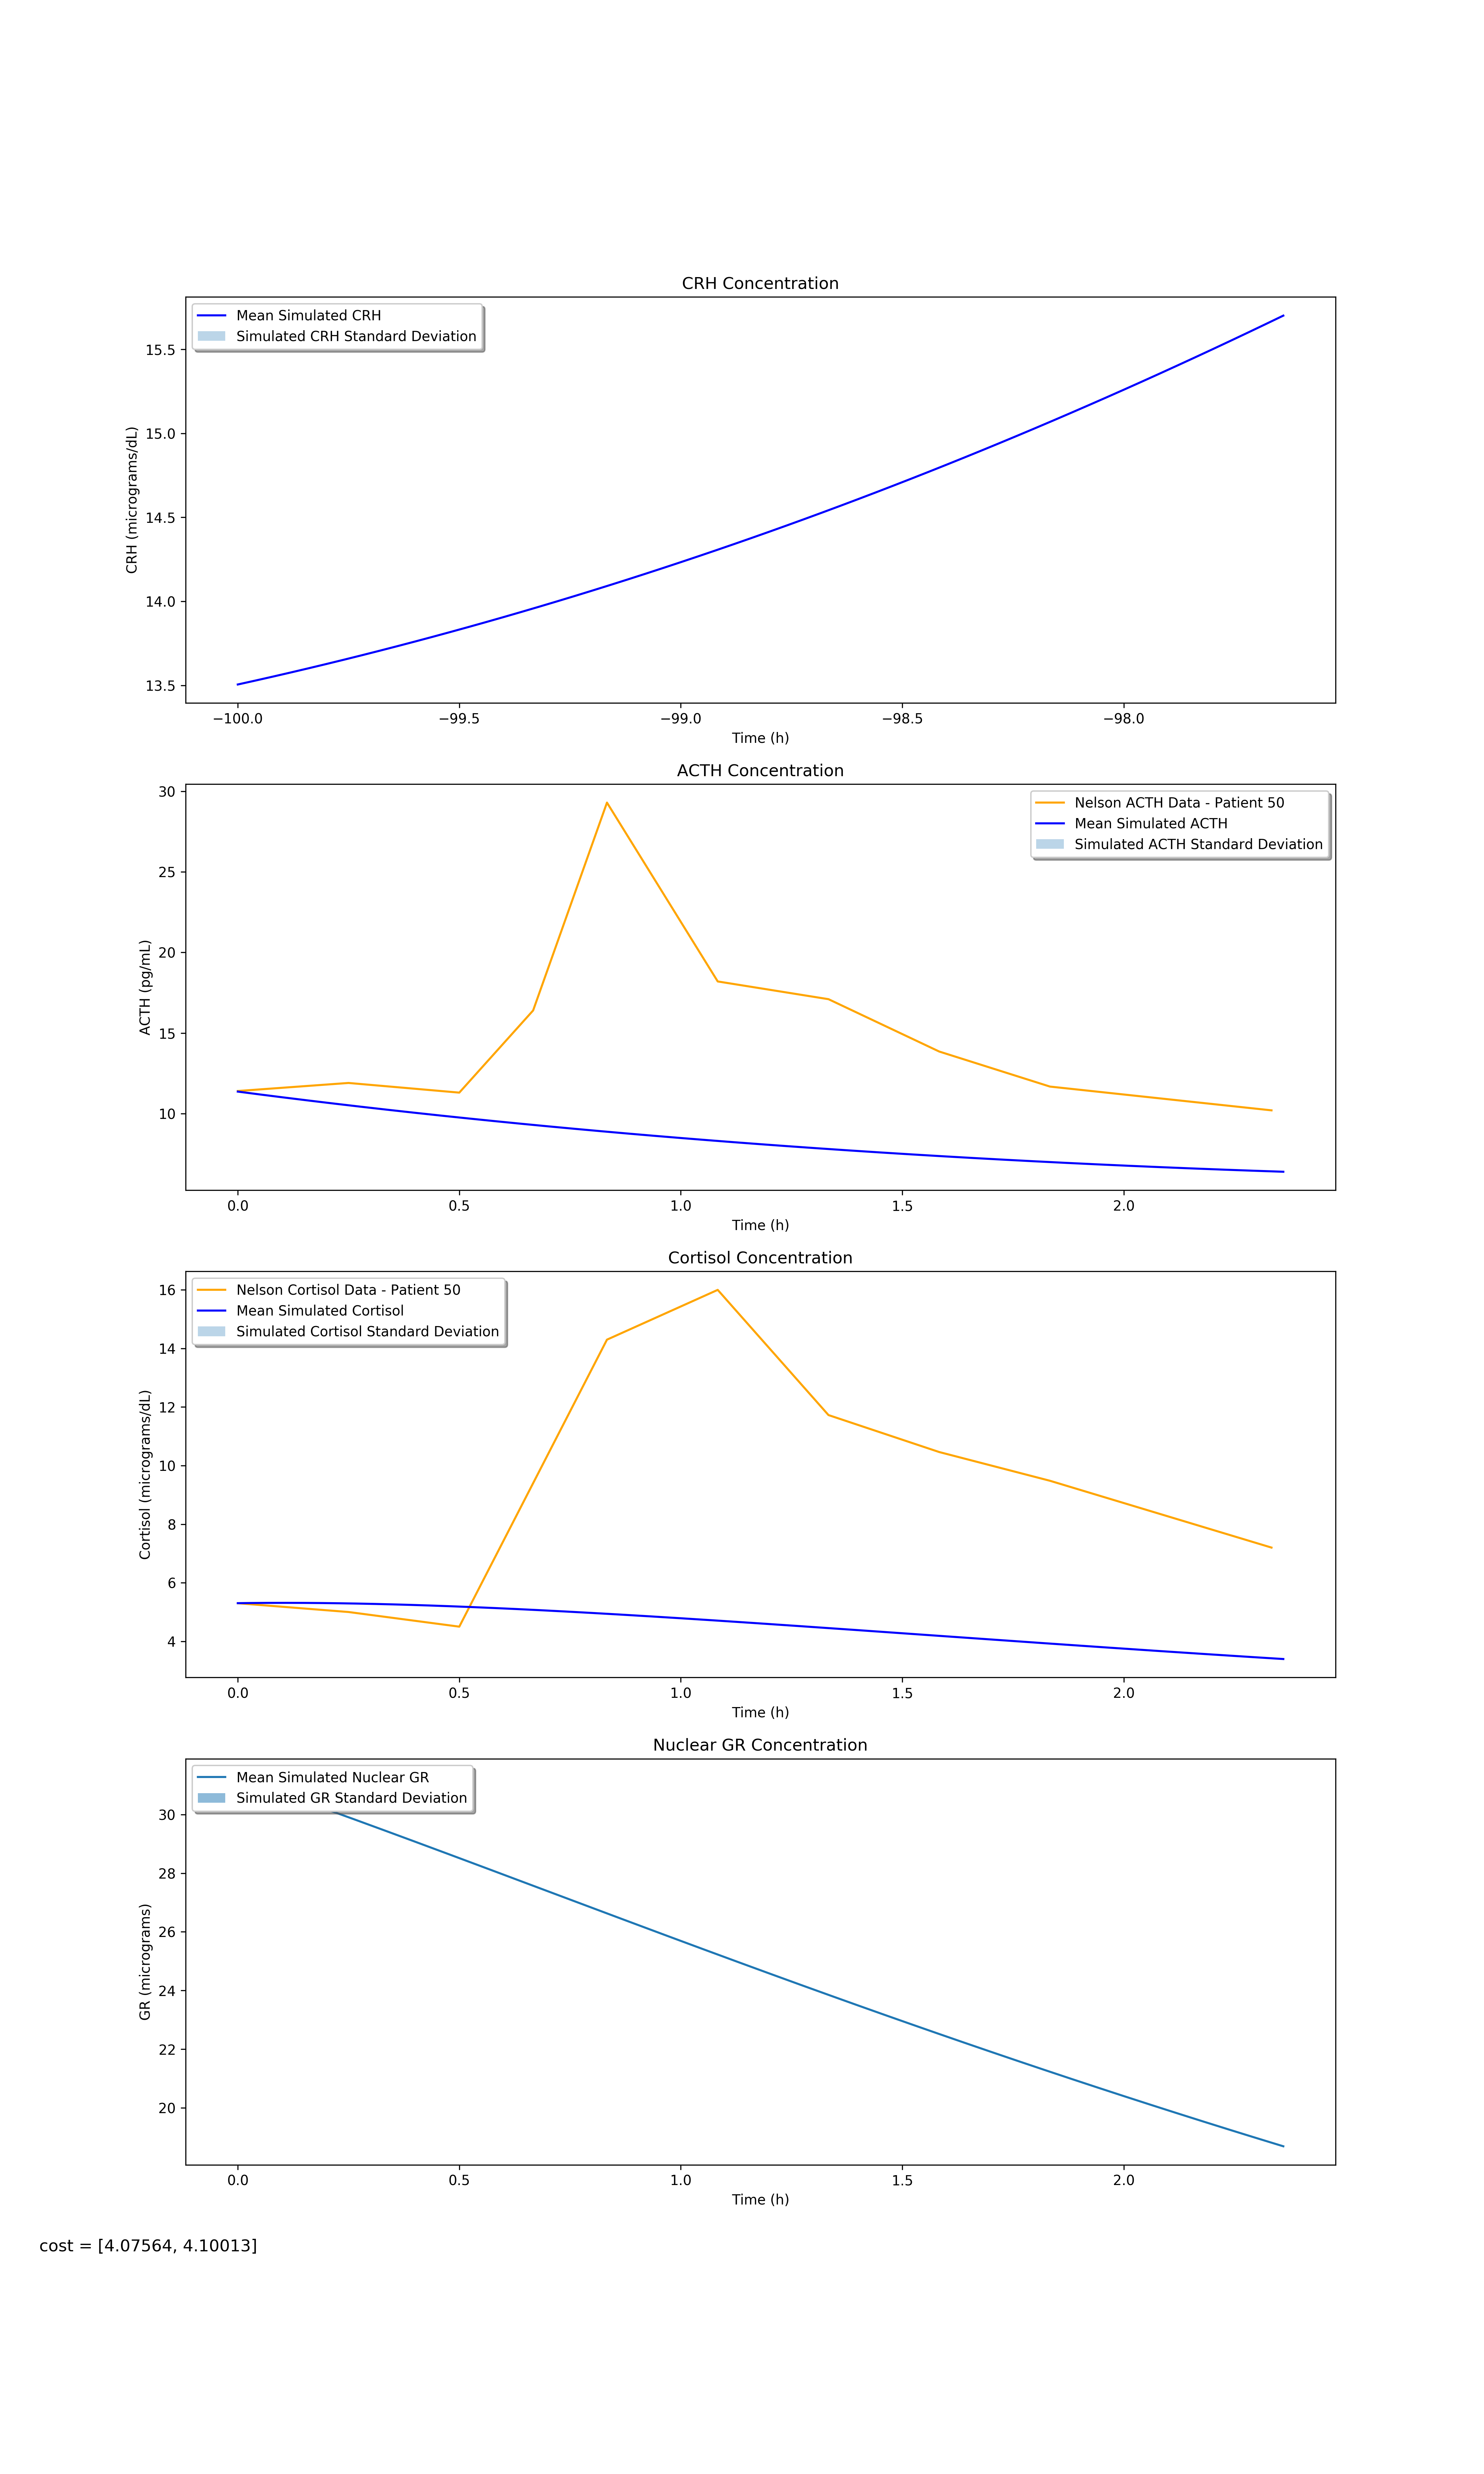 CRH Concentration
Mean Simulated CRH
Simulated CRH Standard Deviation
15.5
15.0
14.5
14.0
13.5
CRH (micrograms/dL)
−100.0 −99.5 −99.0 −98.5 −98.0
Time (h)
ACTH Concentration
Nelson ACTH Data - Patient 50
Mean Simulated ACTH
Simulated ACTH Standard Deviation
30
25
20
15
10
ACTH (pg/mL)
0.0 0.5 1.0 1.5 2.0
Time (h)
Cortisol Concentration
Nelson Cortisol Data - Patient 50
Mean Simulated Cortisol
Simulated Cortisol Standard Deviation
16
14
12
10
8
6
4
Cortisol (micrograms/dL)
0.0 0.5 1.0 1.5 2.0
Time (h)
Nuclear GR Concentration
Mean Simulated Nuclear GR
Simulated GR Standard Deviation
30
28
26
24
22
20
GR (micrograms)
0.0 0.5 1.0 1.5 2.0
Time (h)
cost = [4.07564, 4.10013]